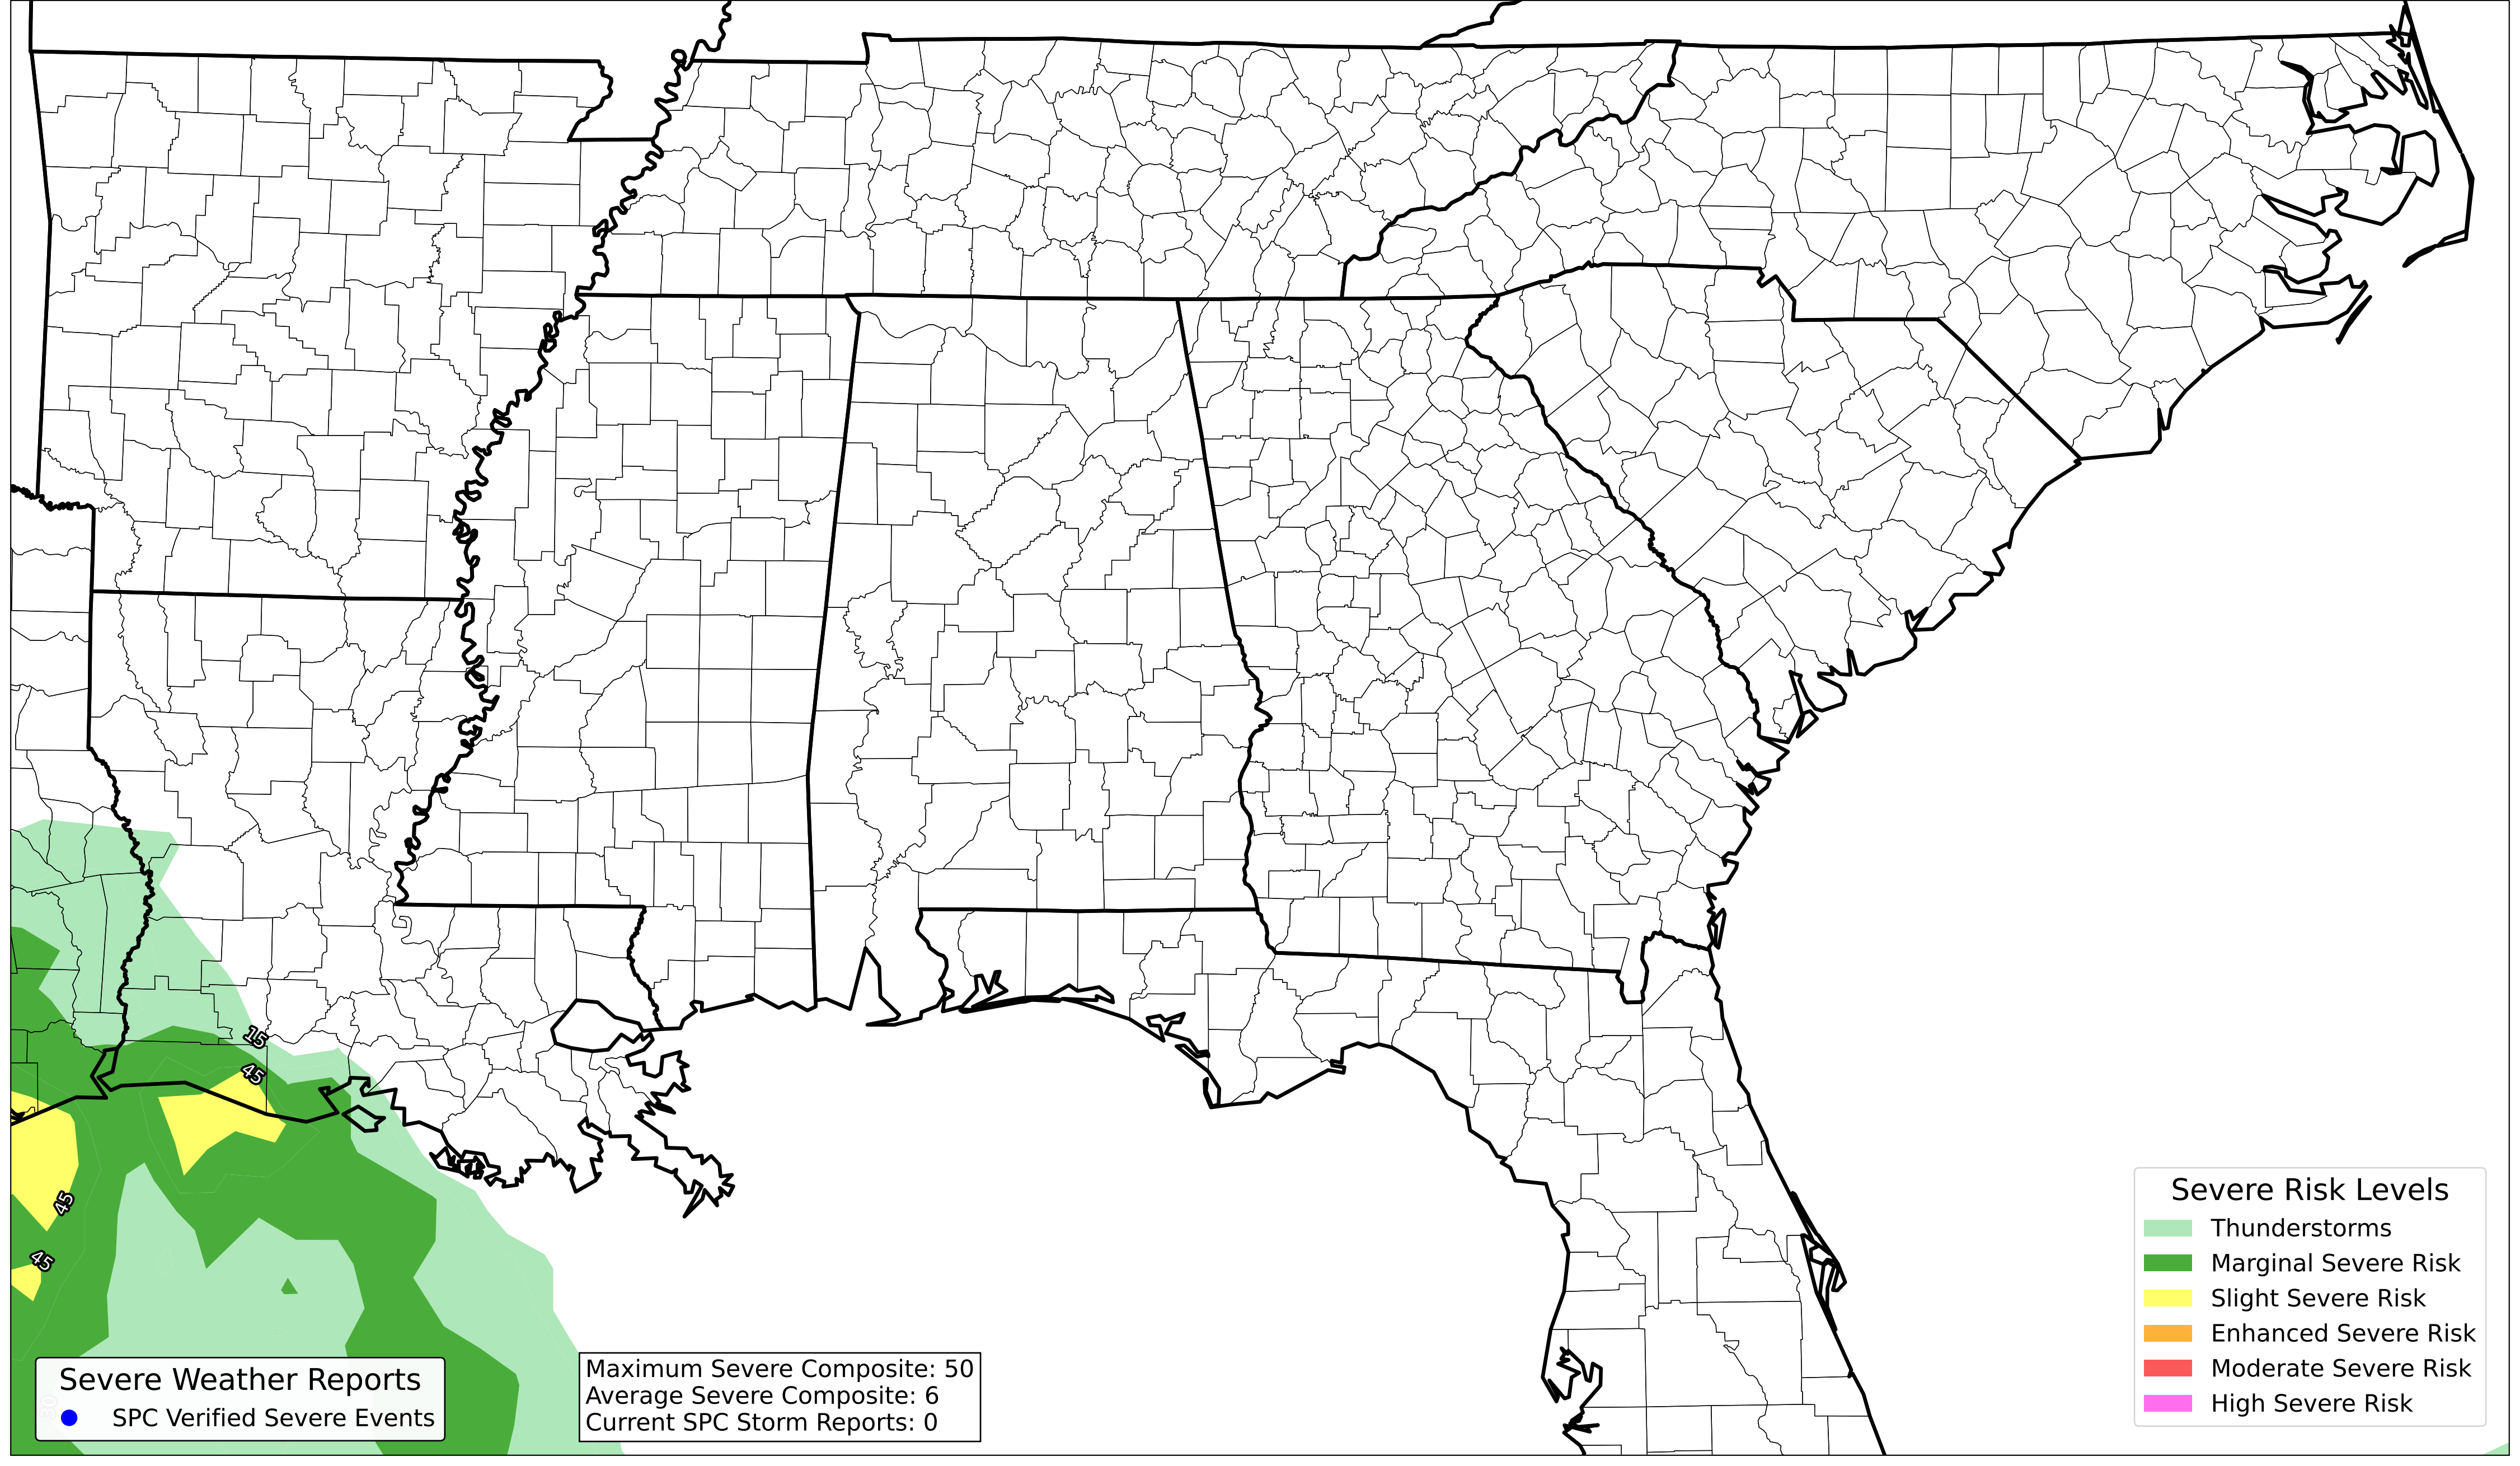 15
45
45
45
Severe Risk Levels
Thunderstorms
Marginal Severe Risk
Slight Severe Risk
Enhanced Severe Risk
Moderate Severe Risk
High Severe Risk
Severe Weather Reports
SPC Verified Severe Events
Maximum Severe Composite: 50
Average Severe Composite: 6
Current SPC Storm Reports: 0